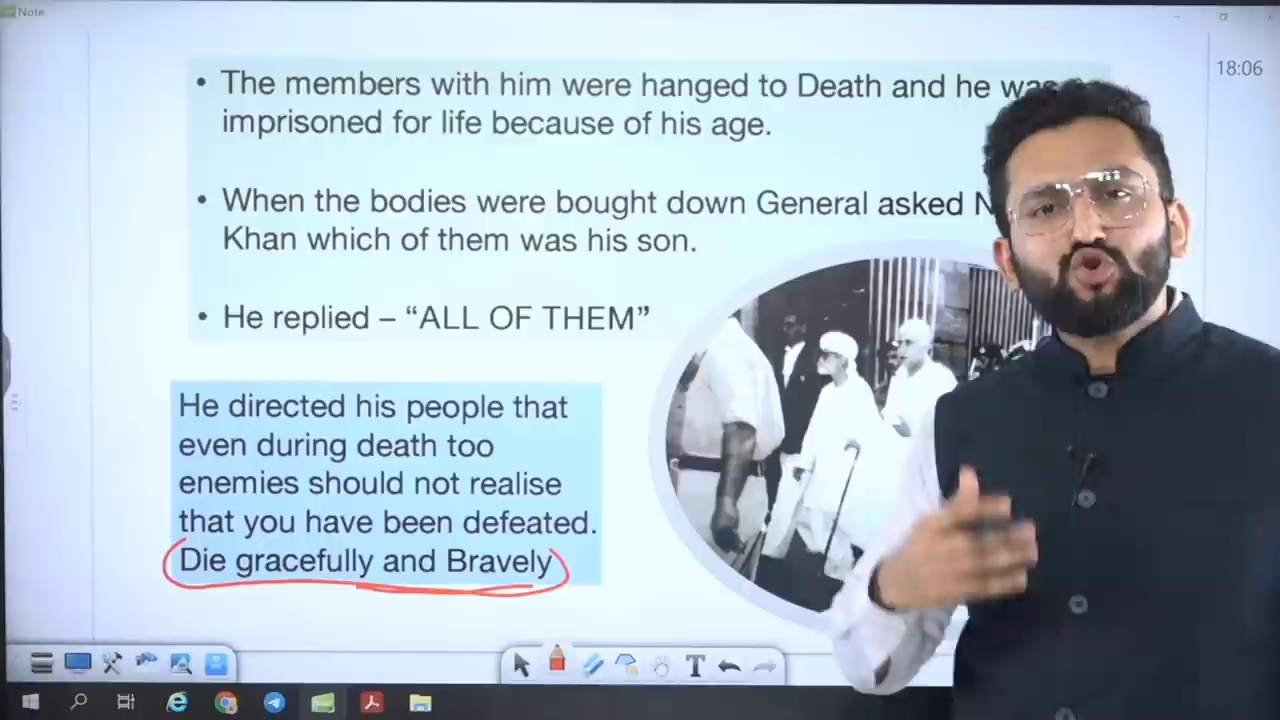 Note
18:06
• The members with him were hanged to Death and he was
imprisoned for life because of his age.
• When the bodies were bought down General asked
Khan which of them was his son.
• He replied – “ALL OF THEM”
He directed his people that
even during death too
enemies should not realise
that you have been defeated.
Die gracefully and Bravely
T